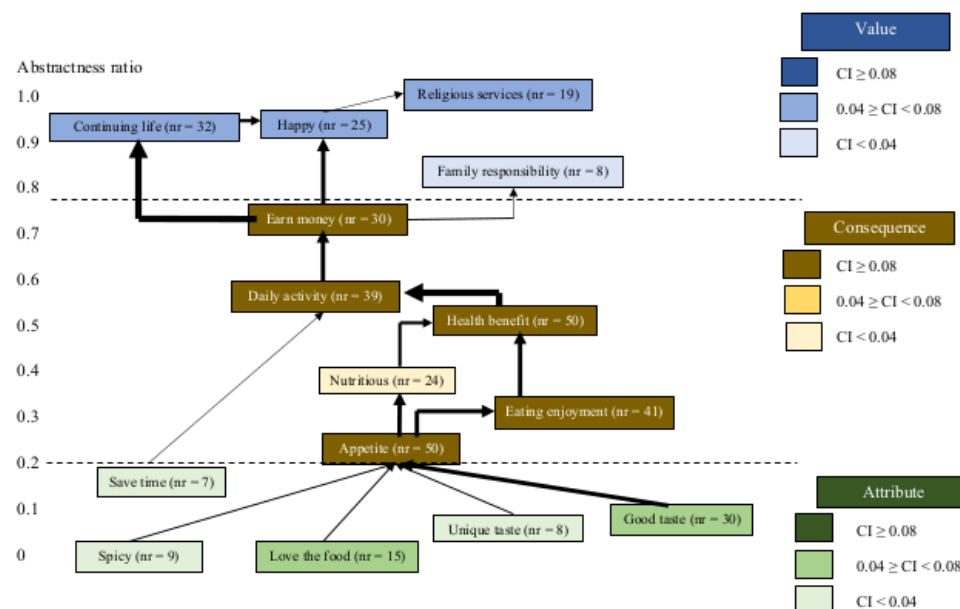 Value
Abstractness ratio
CI ≥ 0.08
1.0
Religious services (nr = 19)
0.04 ≥ CI < 0.08
Continuing life (nr = 32)
Happy (nr = 25)
0.9
CI < 0.04
Family responsibility (nr = 8)
0.8
Earn money (nr = 30)
Consequence
0.7
CI ≥ 0.08
0.6
Daily activity (nr = 39)
0.04 ≥ CI < 0.08
0.5
Health benefit (nr = 50)
CI < 0.04
0.4
Nutritious (nr = 24)
0.3
Eating enjoyment (nr = 41)
Appetite (nr = 50)
0.2
Save time (nr = 7)
Attribute
0.1
Good taste (nr = 30)
Unique taste (nr = 8)
CI ≥ 0.08
0
Spicy (nr = 9)
Love the food (nr = 15)
0.04 ≥ CI < 0.08
CI < 0.04